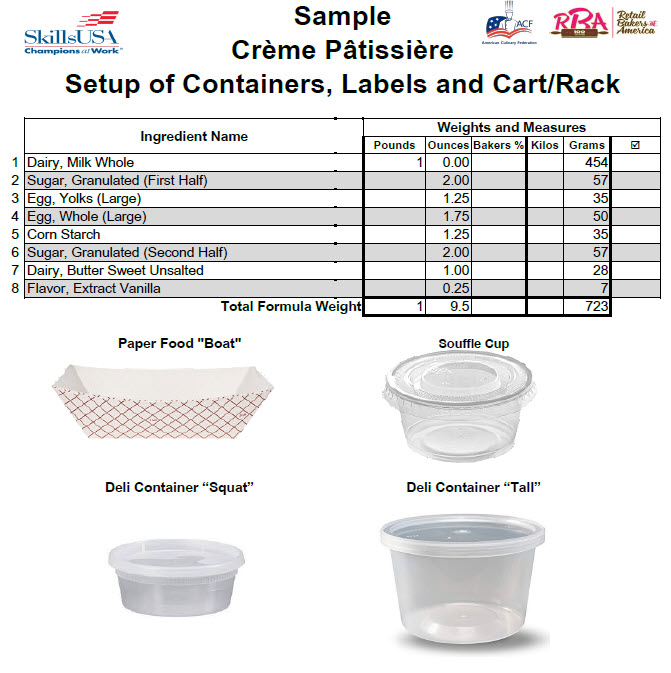 Sample
Crème Pâtissière
Setup of Containers, Labels and Cart/Rack
SkillsUSA
Champions at Work®
ACF
American Culinary Federation
RBA
100
Retail Bakers of America
Ingredient Name
Weights and Measures
Pounds Ounces Bakers % Kilos Grams ☑
1 Dairy, Milk Whole 1 0.00 454
2 Sugar, Granulated (First Half) 2.00 57
3 Egg, Yolks (Large) 1.25 35
4 Egg, Whole (Large) 1.75 50
5 Corn Starch 1.25 35
6 Sugar, Granulated (Second Half) 2.00 57
7 Dairy, Butter Sweet Unsalted 1.00 28
8 Flavor, Extract Vanilla 0.25 7
Total Formula Weight 1 9.5 723
Paper Food "Boat" Souffle Cup
Deli Container “Squat” Deli Container “Tall”